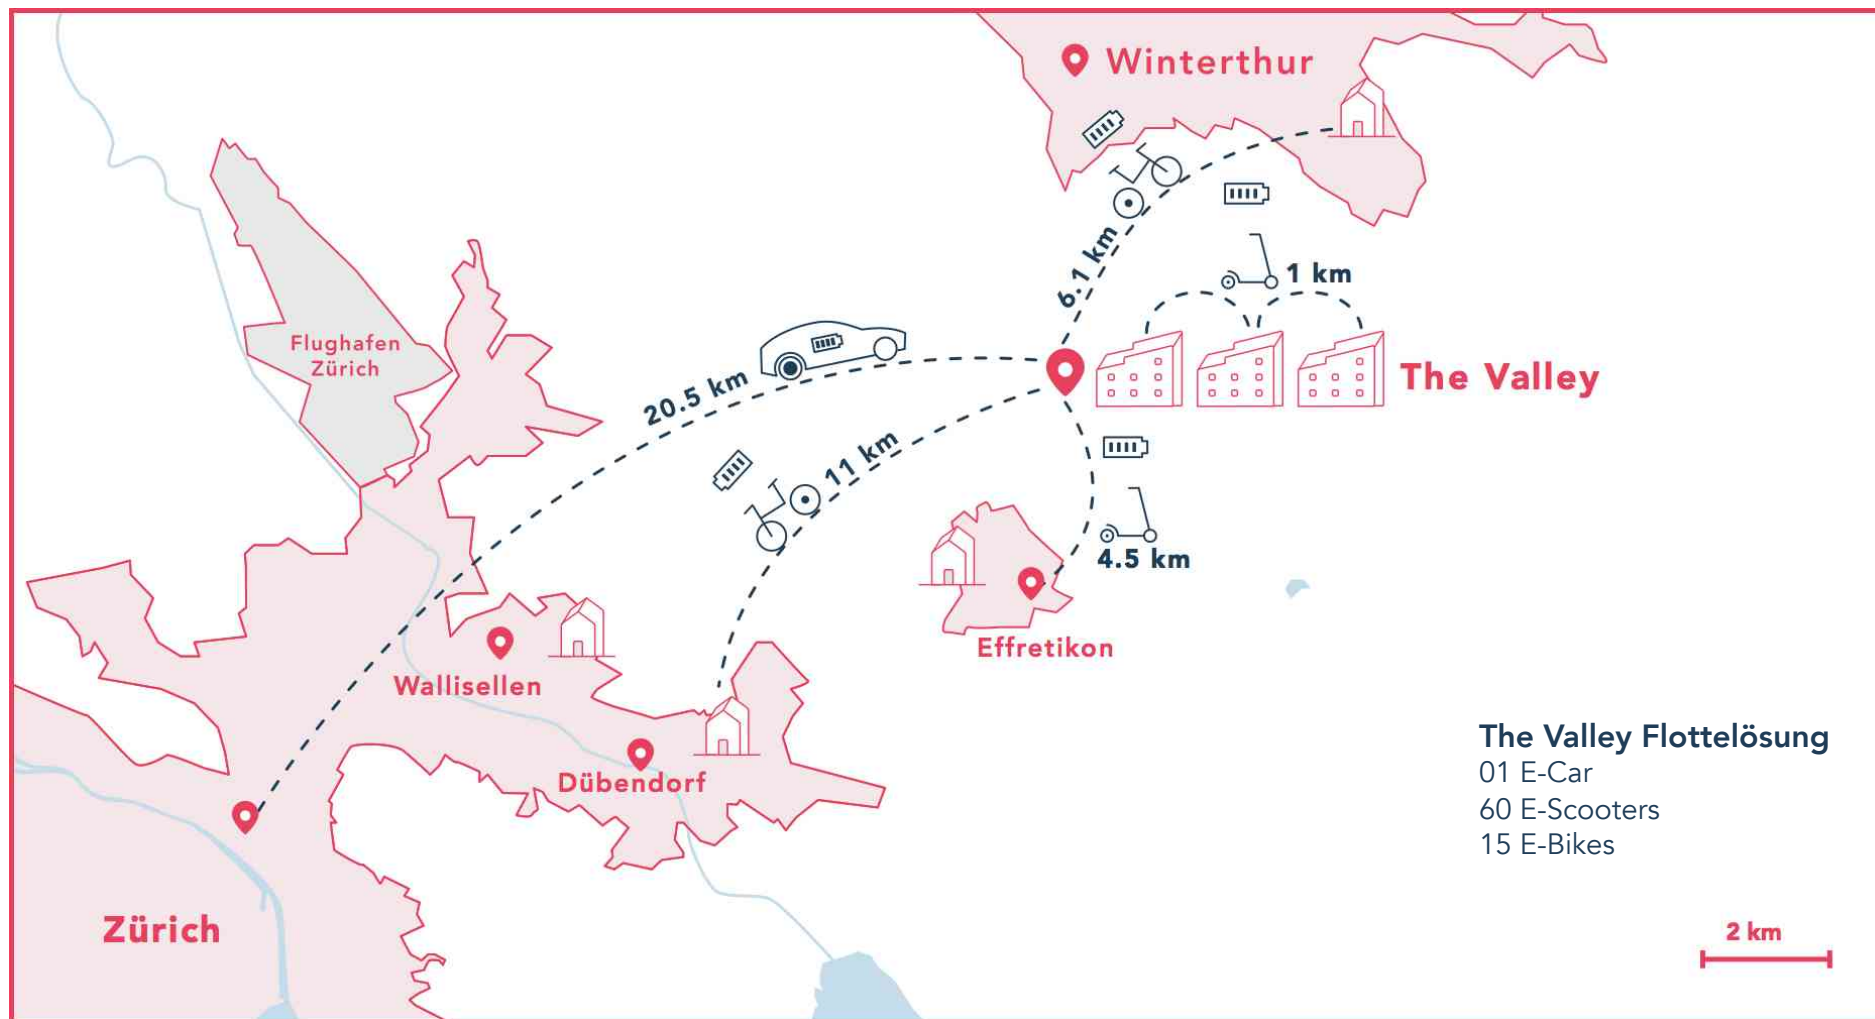 Winterthur
6.1 km
1 km
Flughafen
Zürich
20.5 km
The Valley
11 km
4.5 km
Effretikon
Wallisellen
Dübendorf
The Valley Flottelösung
01 E-Car
60 E-Scooters
15 E-Bikes
Zürich
2 km